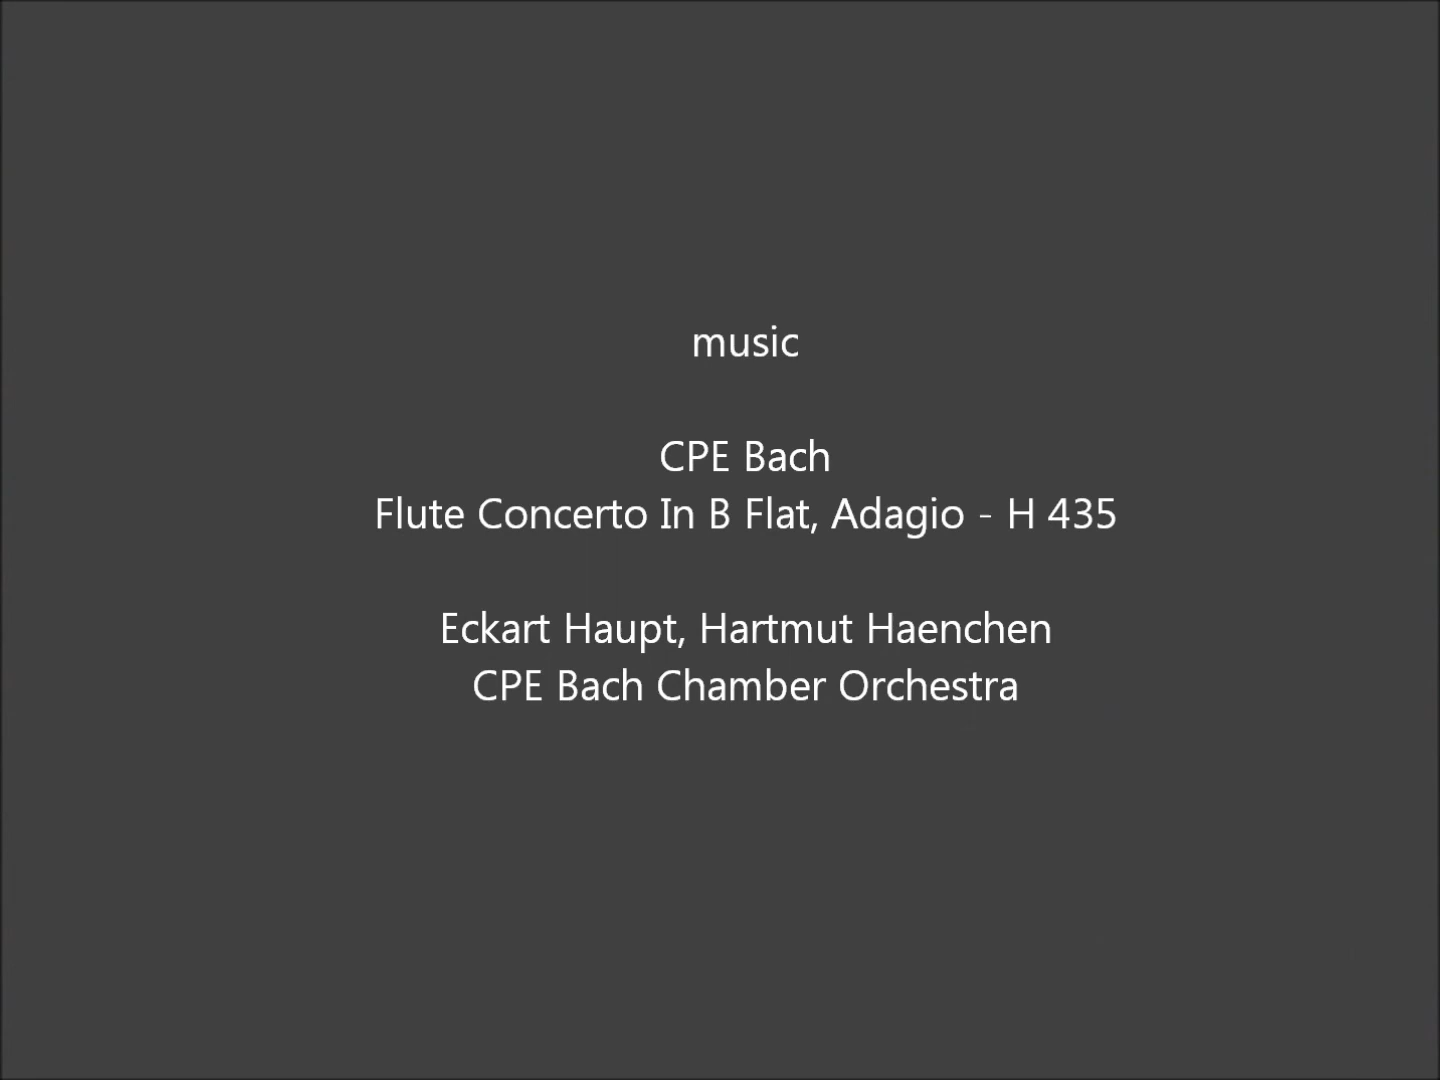 music
CPE Bach
Flute Concerto In B Flat, Adagio - H 435
Eckart Haupt, Hartmut Haenchen
CPE Bach Chamber Orchestra